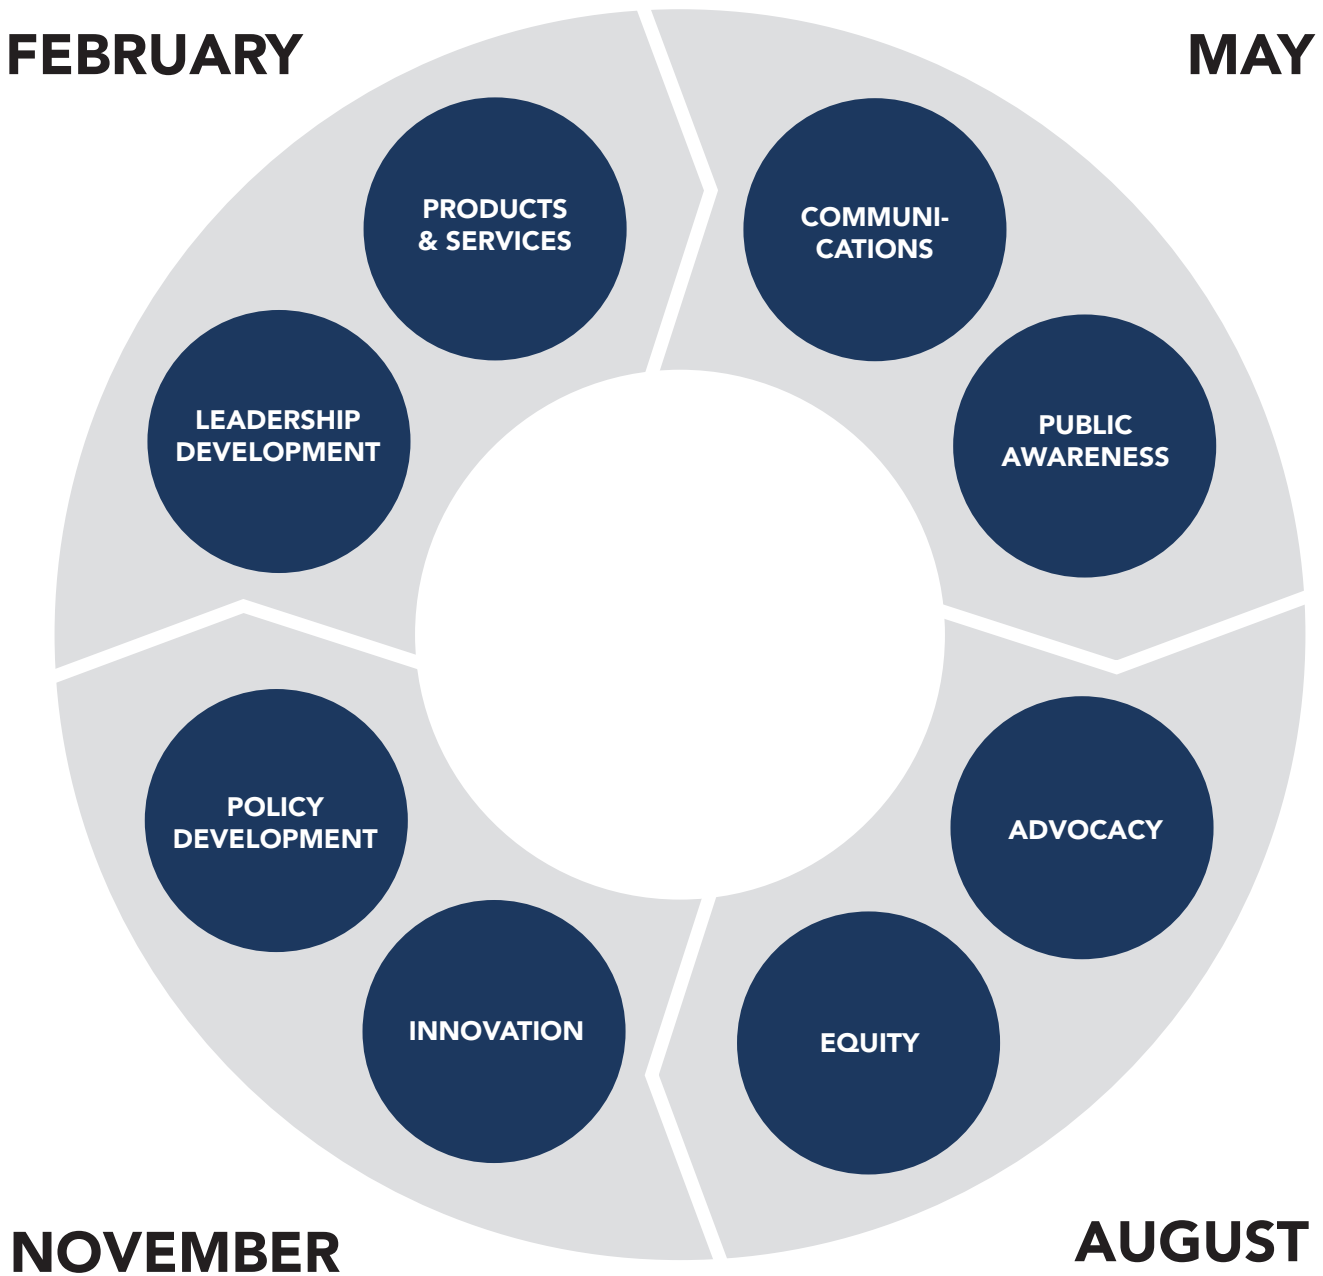 FEBRUARY
MAY
PRODUCTS
& SERVICES
COMMUNI-
CATIONS
LEADERSHIP
DEVELOPMENT
PUBLIC
AWARENESS
POLICY
DEVELOPMENT
ADVOCACY
INNOVATION
EQUITY
NOVEMBER
AUGUST